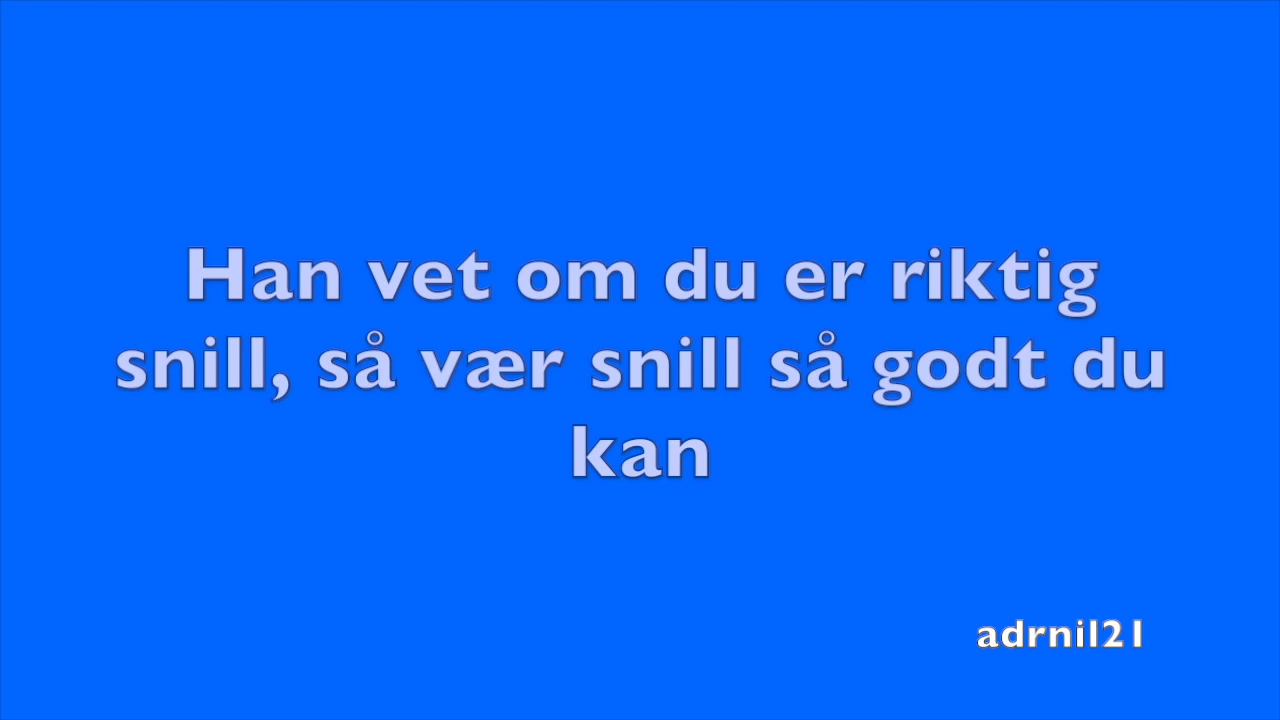 Han vet om du er riktig
snill, så vær snill så godt du
kan
adrnil21